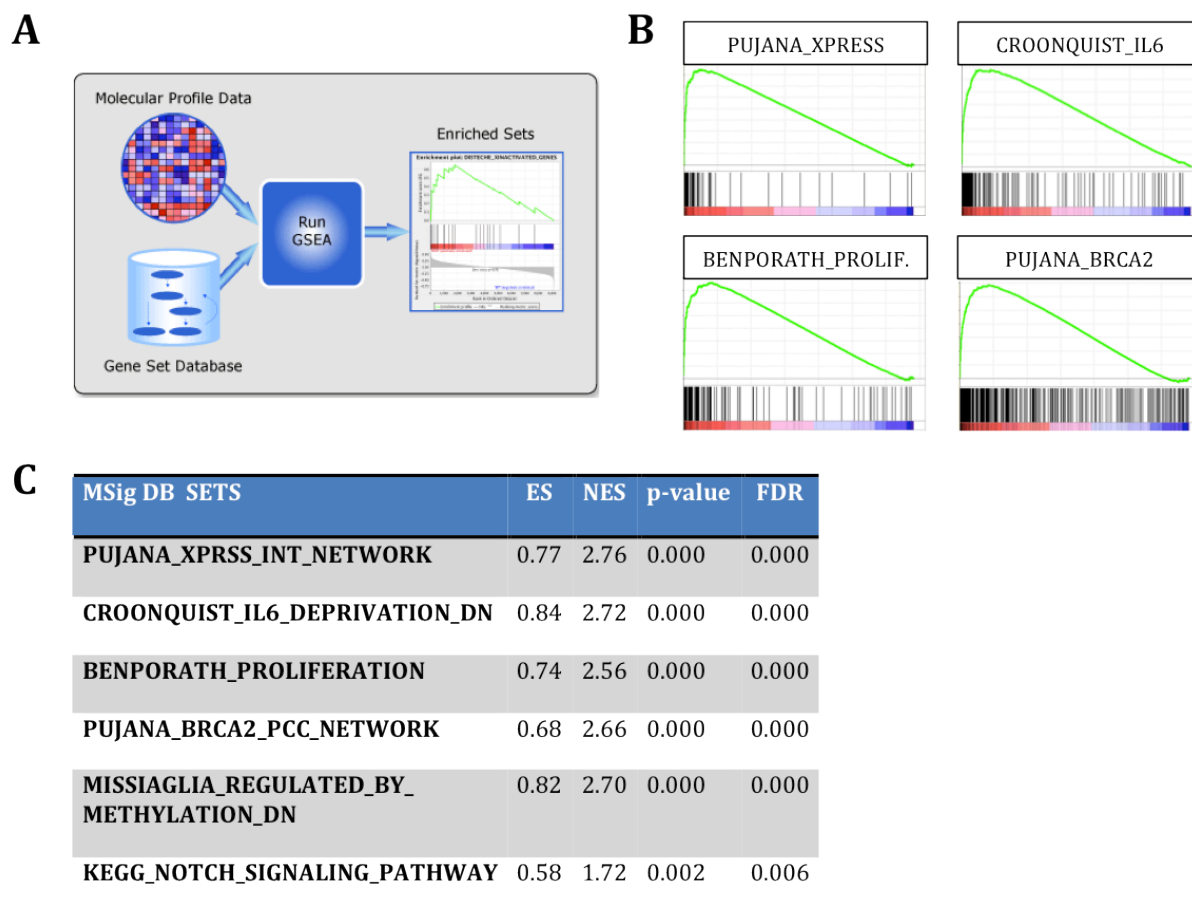 A
Molecular Profile Data
Enriched Sets
Enrichment plot: DISTECHE_XINACTIVATED_GENES
Run
GSEA
Gene Set Database
B
PUJANA_XPRESS
CROONQUIST_IL6
BENPORATH_PROLIF.
PUJANA_BRCA2
C
MSig DB SETS ES NES p-value FDR
PUJANA_XPRSS_INT_NETWORK 0.77 2.76 0.000 0.000
CROONQUIST_IL6_DEPRIVATION_DN 0.84 2.72 0.000 0.000
BENPORATH_PROLIFERATION 0.74 2.56 0.000 0.000
PUJANA_BRCA2_PCC_NETWORK 0.68 2.66 0.000 0.000
MISSIAGLIA_REGULATED_BY_ 0.82 2.70 0.000 0.000
METHYLATION_DN
KEGG_NOTCH_SIGNALING_PATHWAY 0.58 1.72 0.002 0.006